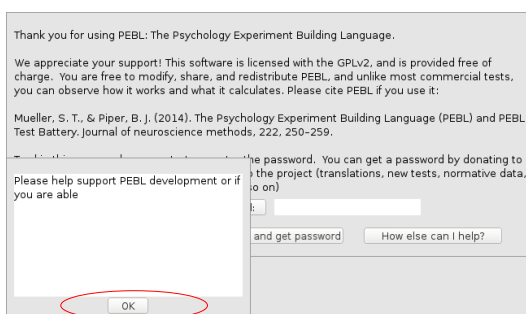 Thank you for using PEBL: The Psychology Experiment Building Language.
We appreciate your support! This software is licensed with the GPLv2, and is provided free of
charge. You are free to modify, share, and redistribute PEBL, and unlike most commercial tests,
you can observe how it works and what it calculates. Please cite PEBL if you use it:
Mueller, S. T., & Piper, B. J. (2014). The Psychology Experiment Building Language (PEBL) and PEBL
Test Battery. Journal of neuroscience methods, 222, 250–259.
the password. You can get a password by donating to
the project (translations, new tests, normative data,
so on)
Please help support PEBL development or if
you are able
and get password
How else can I help?
OK